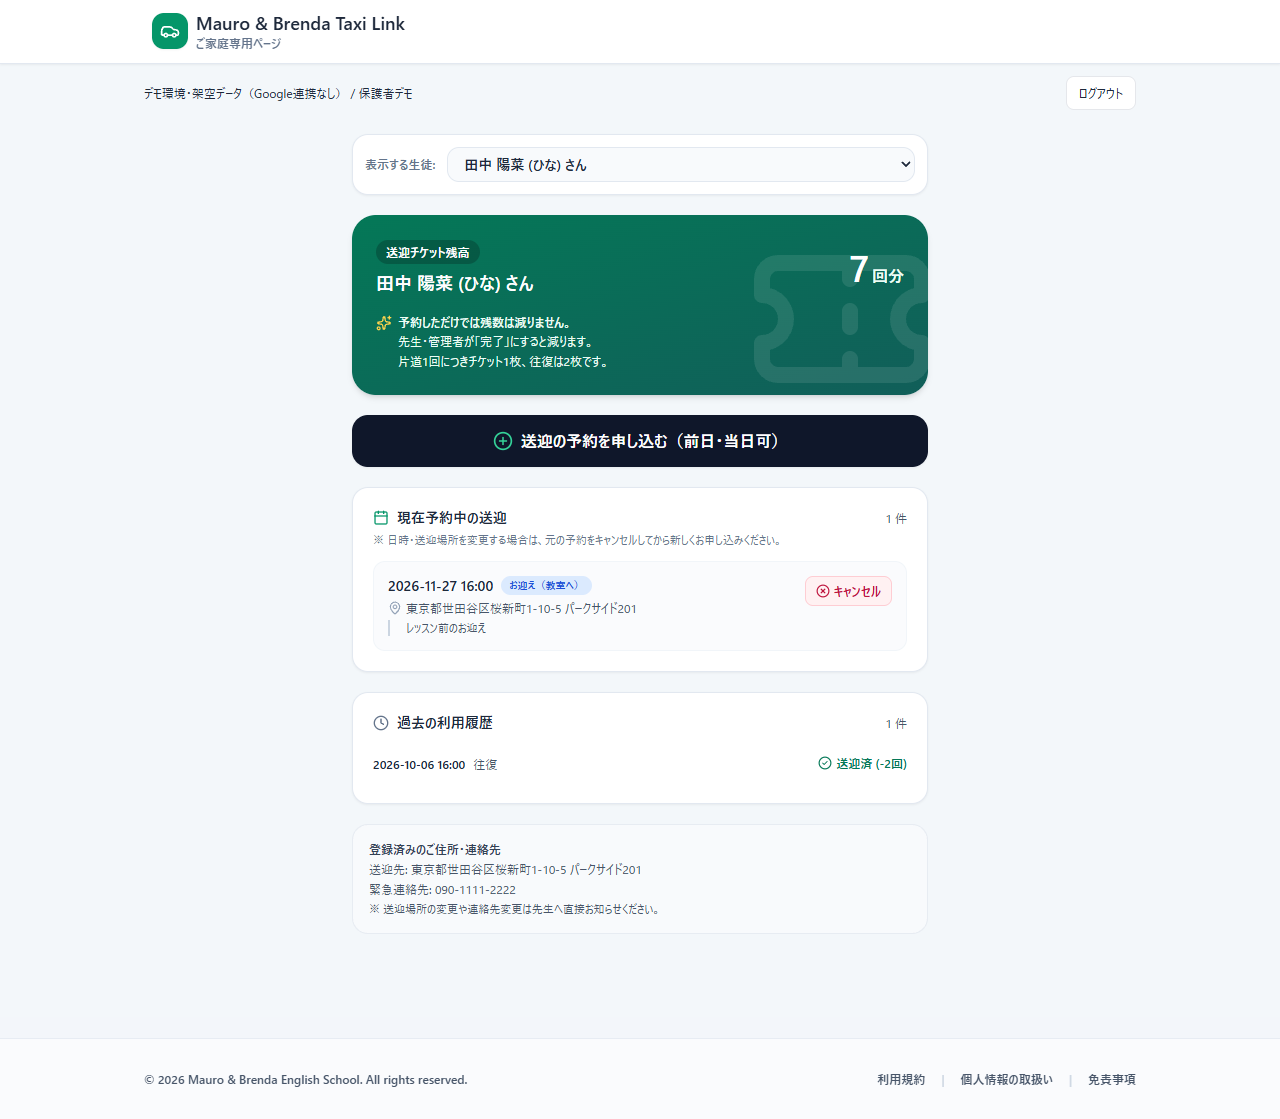 Mauro & Brenda Taxi Link
ご家庭専用ページ
デモ環境・架空データ（Google連携なし） / 保護者デモ
ログアウト
表示する生徒:
田中 陽菜 (ひな) さん
送迎チケット残高
田中 陽菜 (ひな) さん
7 回分
予約しただけでは残数は減りません。
先生・管理者が「完了」にすると減ります。
片道1回につきチケット1枚、往復は2枚です。
送迎の予約を申し込む（前日・当日可）
現在予約中の送迎
1 件
※ 日時・送迎場所を変更する場合は、元の予約をキャンセルしてから新しくお申し込みください。
2026-11-27 16:00 お迎え（教室へ）
キャンセル
東京都世田谷区桜新町1-10-5 パークサイド201
レッスン前のお迎え
過去の利用履歴
1 件
2026-10-06 16:00 往復
送迎済 (-2回)
登録済みのご住所・連絡先
送迎先: 東京都世田谷区桜新町1-10-5 パークサイド201
緊急連絡先: 090-1111-2222
※ 送迎場所の変更や連絡先変更は先生へ直接お知らせください。
© 2026 Mauro & Brenda English School. All rights reserved.
利用規約 | 個人情報の取扱い | 免責事項